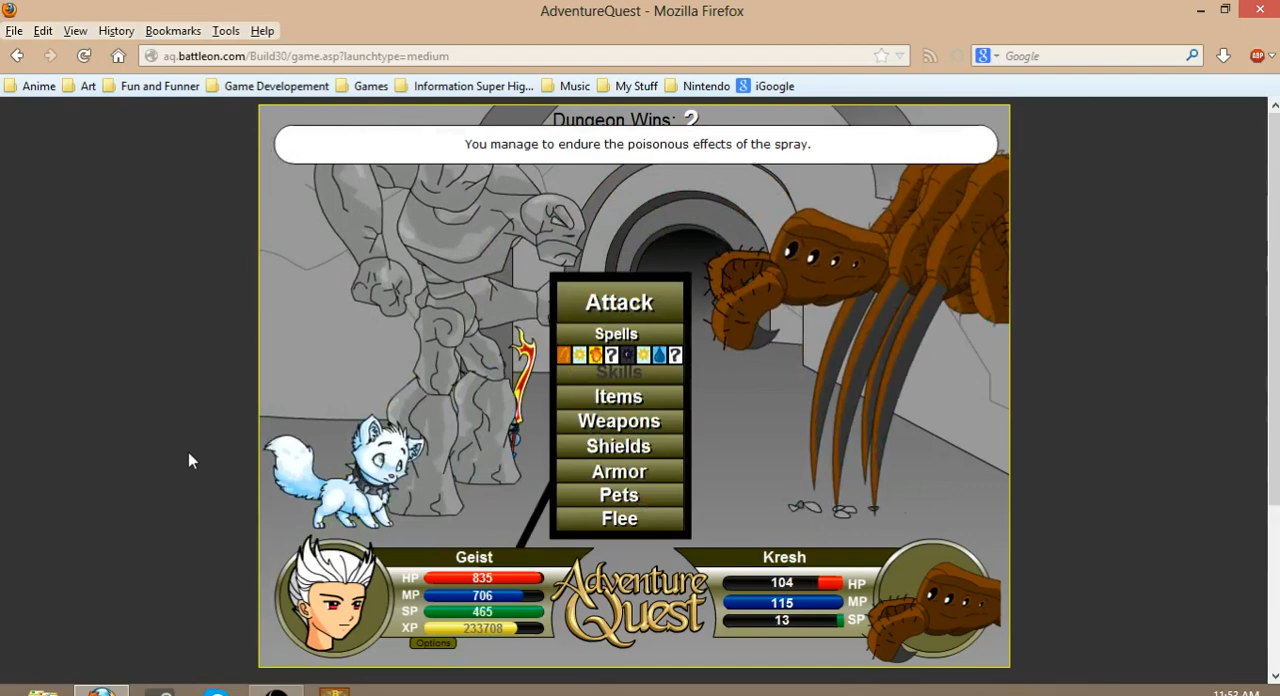 AdventureQuest - Mozilla Firefox
File Edit View History Bookmarks Tools Help
aq.battleon.com/Build30/game.asp?launchtype=medium
Google
ABP
Anime Art Fun and Funner Game Developement Games Information Super Hig... Music My Stuff Nintendo iGoogle
Dungeon Wins: 2
You manage to endure the poisonous effects of the spray.
Attack
Spells
? ?
Skills
Items
Weapons
Shields
Armor
Pets
Flee
Geist
HP 835
MP 706
SP 465
XP 233708
Options
Adventure
Quest
Kresh
104 HP
115 MP
13 SP
11:53 AM